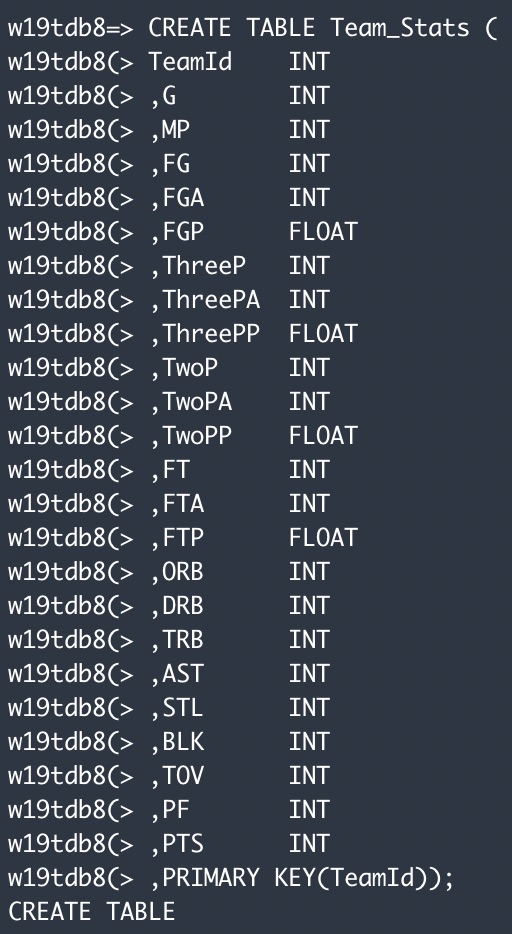 w19tdb8=> CREATE TABLE Team_Stats (
w19tdb8(> TeamId    INT
w19tdb8(> ,G        INT
w19tdb8(> ,MP       INT
w19tdb8(> ,FG       INT
w19tdb8(> ,FGA      INT
w19tdb8(> ,FGP      FLOAT
w19tdb8(> ,ThreeP   INT
w19tdb8(> ,ThreePA  INT
w19tdb8(> ,ThreePP  FLOAT
w19tdb8(> ,TwoP     INT
w19tdb8(> ,TwoPA    INT
w19tdb8(> ,TwoPP    FLOAT
w19tdb8(> ,FT       INT
w19tdb8(> ,FTA      INT
w19tdb8(> ,FTP      FLOAT
w19tdb8(> ,ORB      INT
w19tdb8(> ,DRB      INT
w19tdb8(> ,TRB      INT
w19tdb8(> ,AST      INT
w19tdb8(> ,STL      INT
w19tdb8(> ,BLK      INT
w19tdb8(> ,TOV      INT
w19tdb8(> ,PF       INT
w19tdb8(> ,PTS      INT
w19tdb8(> ,PRIMARY KEY(TeamId));
CREATE TABLE